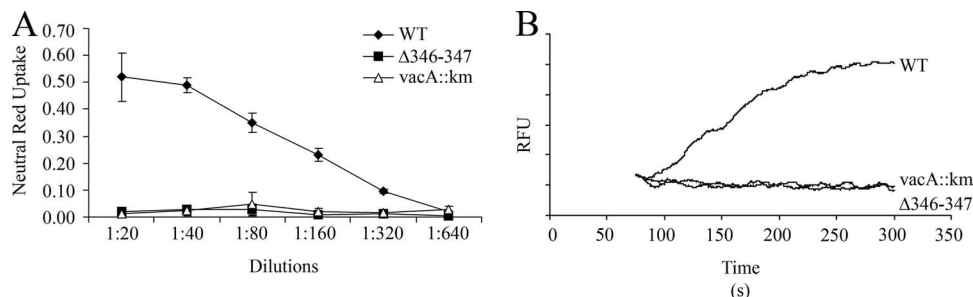 A
Neutral Red Uptake
0.70
0.60
0.50
0.40
0.30
0.20
0.10
0.00
WT
Δ346-347
vacA::km
1:20 1:40 1:80 1:160 1:320 1:640
Dilutions
B
RFU
WT
vacA::km
Δ346-347
0 50 100 150 200 250 300 350
Time
(s)